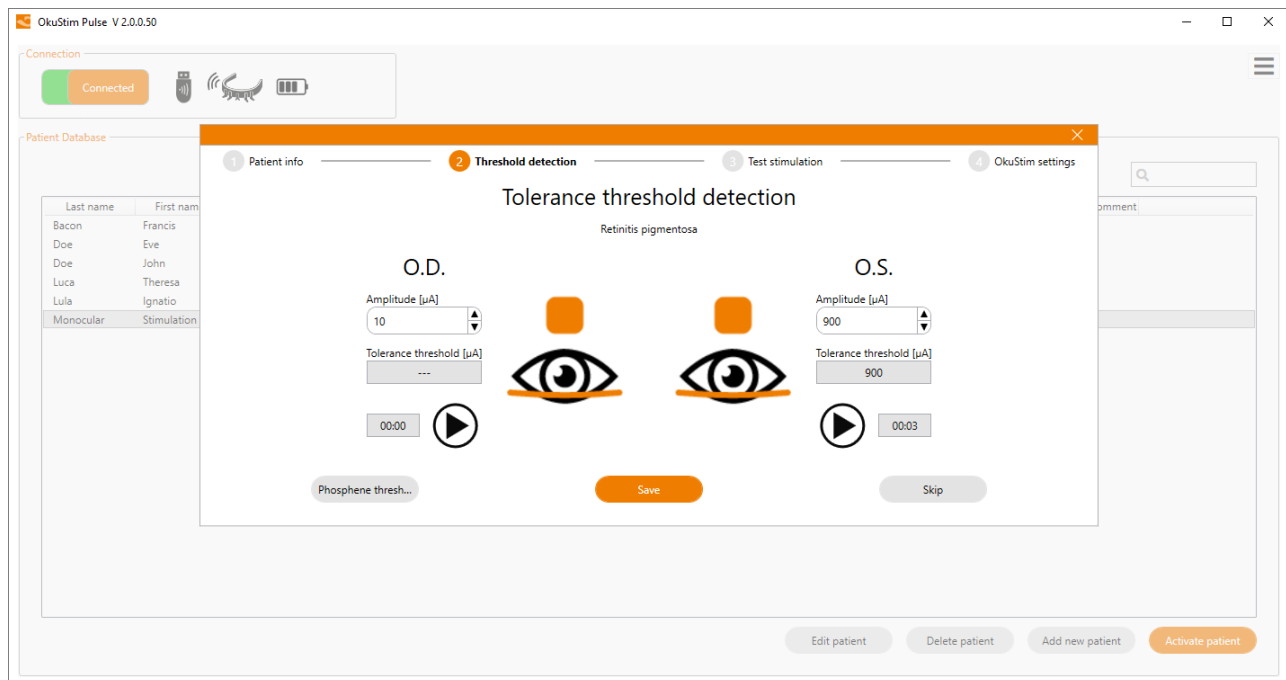 OkuStim Pulse V 2.0.0.50
Connection
Connected
Patient Database
1 Patient info
2 Threshold detection
3 Test stimulation
4 OkuStim settings
Tolerance threshold detection
Retinitis pigmentosa
Last name First nam
omment
Bacon Francis
Doe Eve
Doe John
Luca Theresa
Lula Ignatio
Monocular Stimulation
O.D.
Amplitude [µA]
10
Tolerance threshold [µA]
---
00:00
O.S.
Amplitude [µA]
900
Tolerance threshold [µA]
900
00:03
Phosphene thresh...
Save
Skip
Edit patient
Delete patient
Add new patient
Activate patient